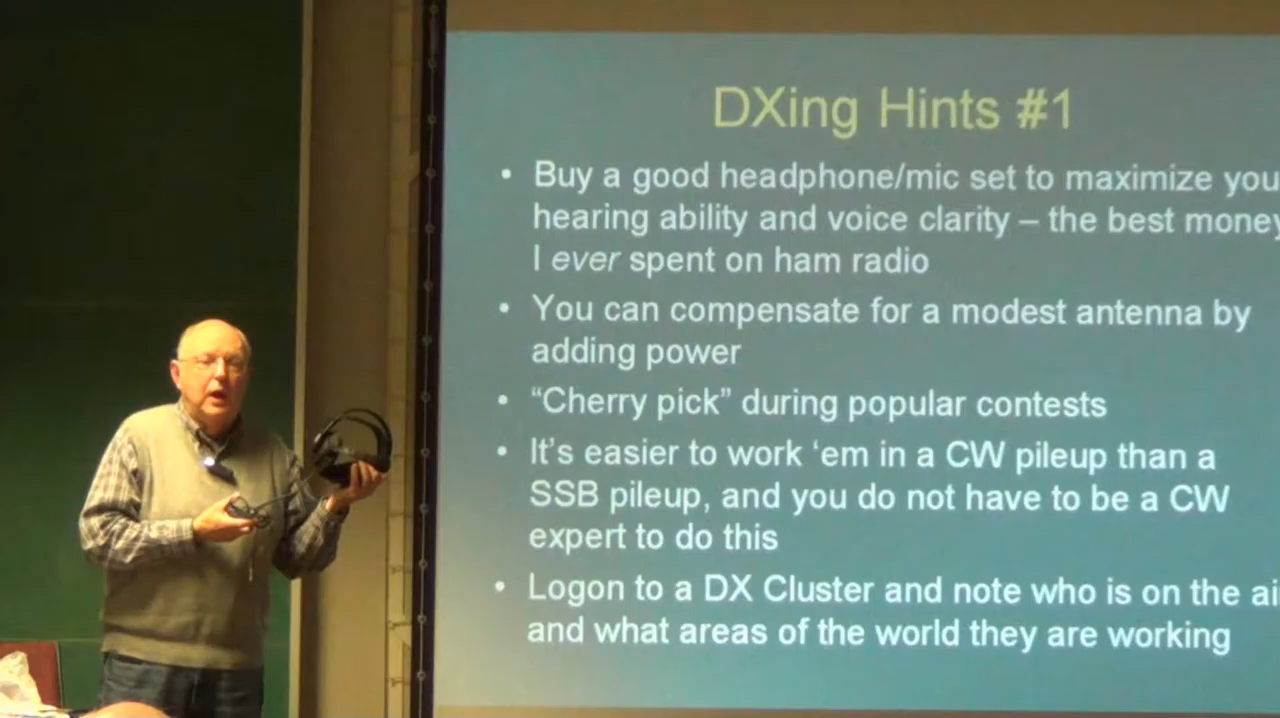 DXing Hints #1
• Buy a good headphone/mic set to maximize you
hearing ability and voice clarity – the best money
I ever spent on ham radio
• You can compensate for a modest antenna by
adding power
• “Cherry pick” during popular contests
• It’s easier to work ‘em in a CW pileup than a
SSB pileup, and you do not have to be a CW
expert to do this
• Logon to a DX Cluster and note who is on the ai
and what areas of the world they are working